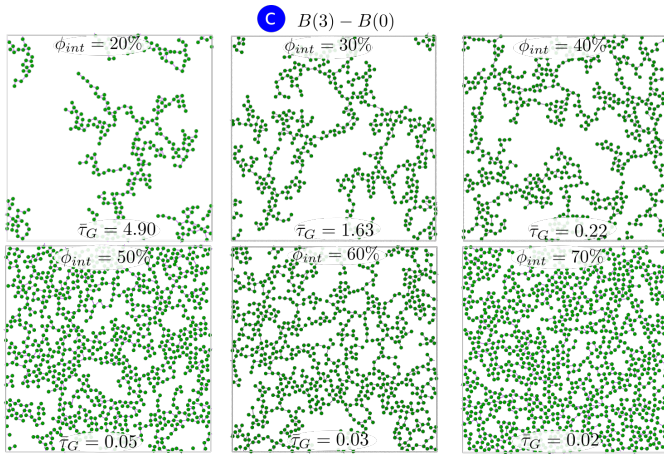 C B(3) − B(0)
ϕ_int = 20% ϕ_int = 30% ϕ_int = 40%
τ̄_G = 4.90 τ̄_G = 1.63 τ̄_G = 0.22
ϕ_int = 50% ϕ_int = 60% ϕ_int = 70%
τ̄_G = 0.05 τ̄_G = 0.03 τ̄_G = 0.02